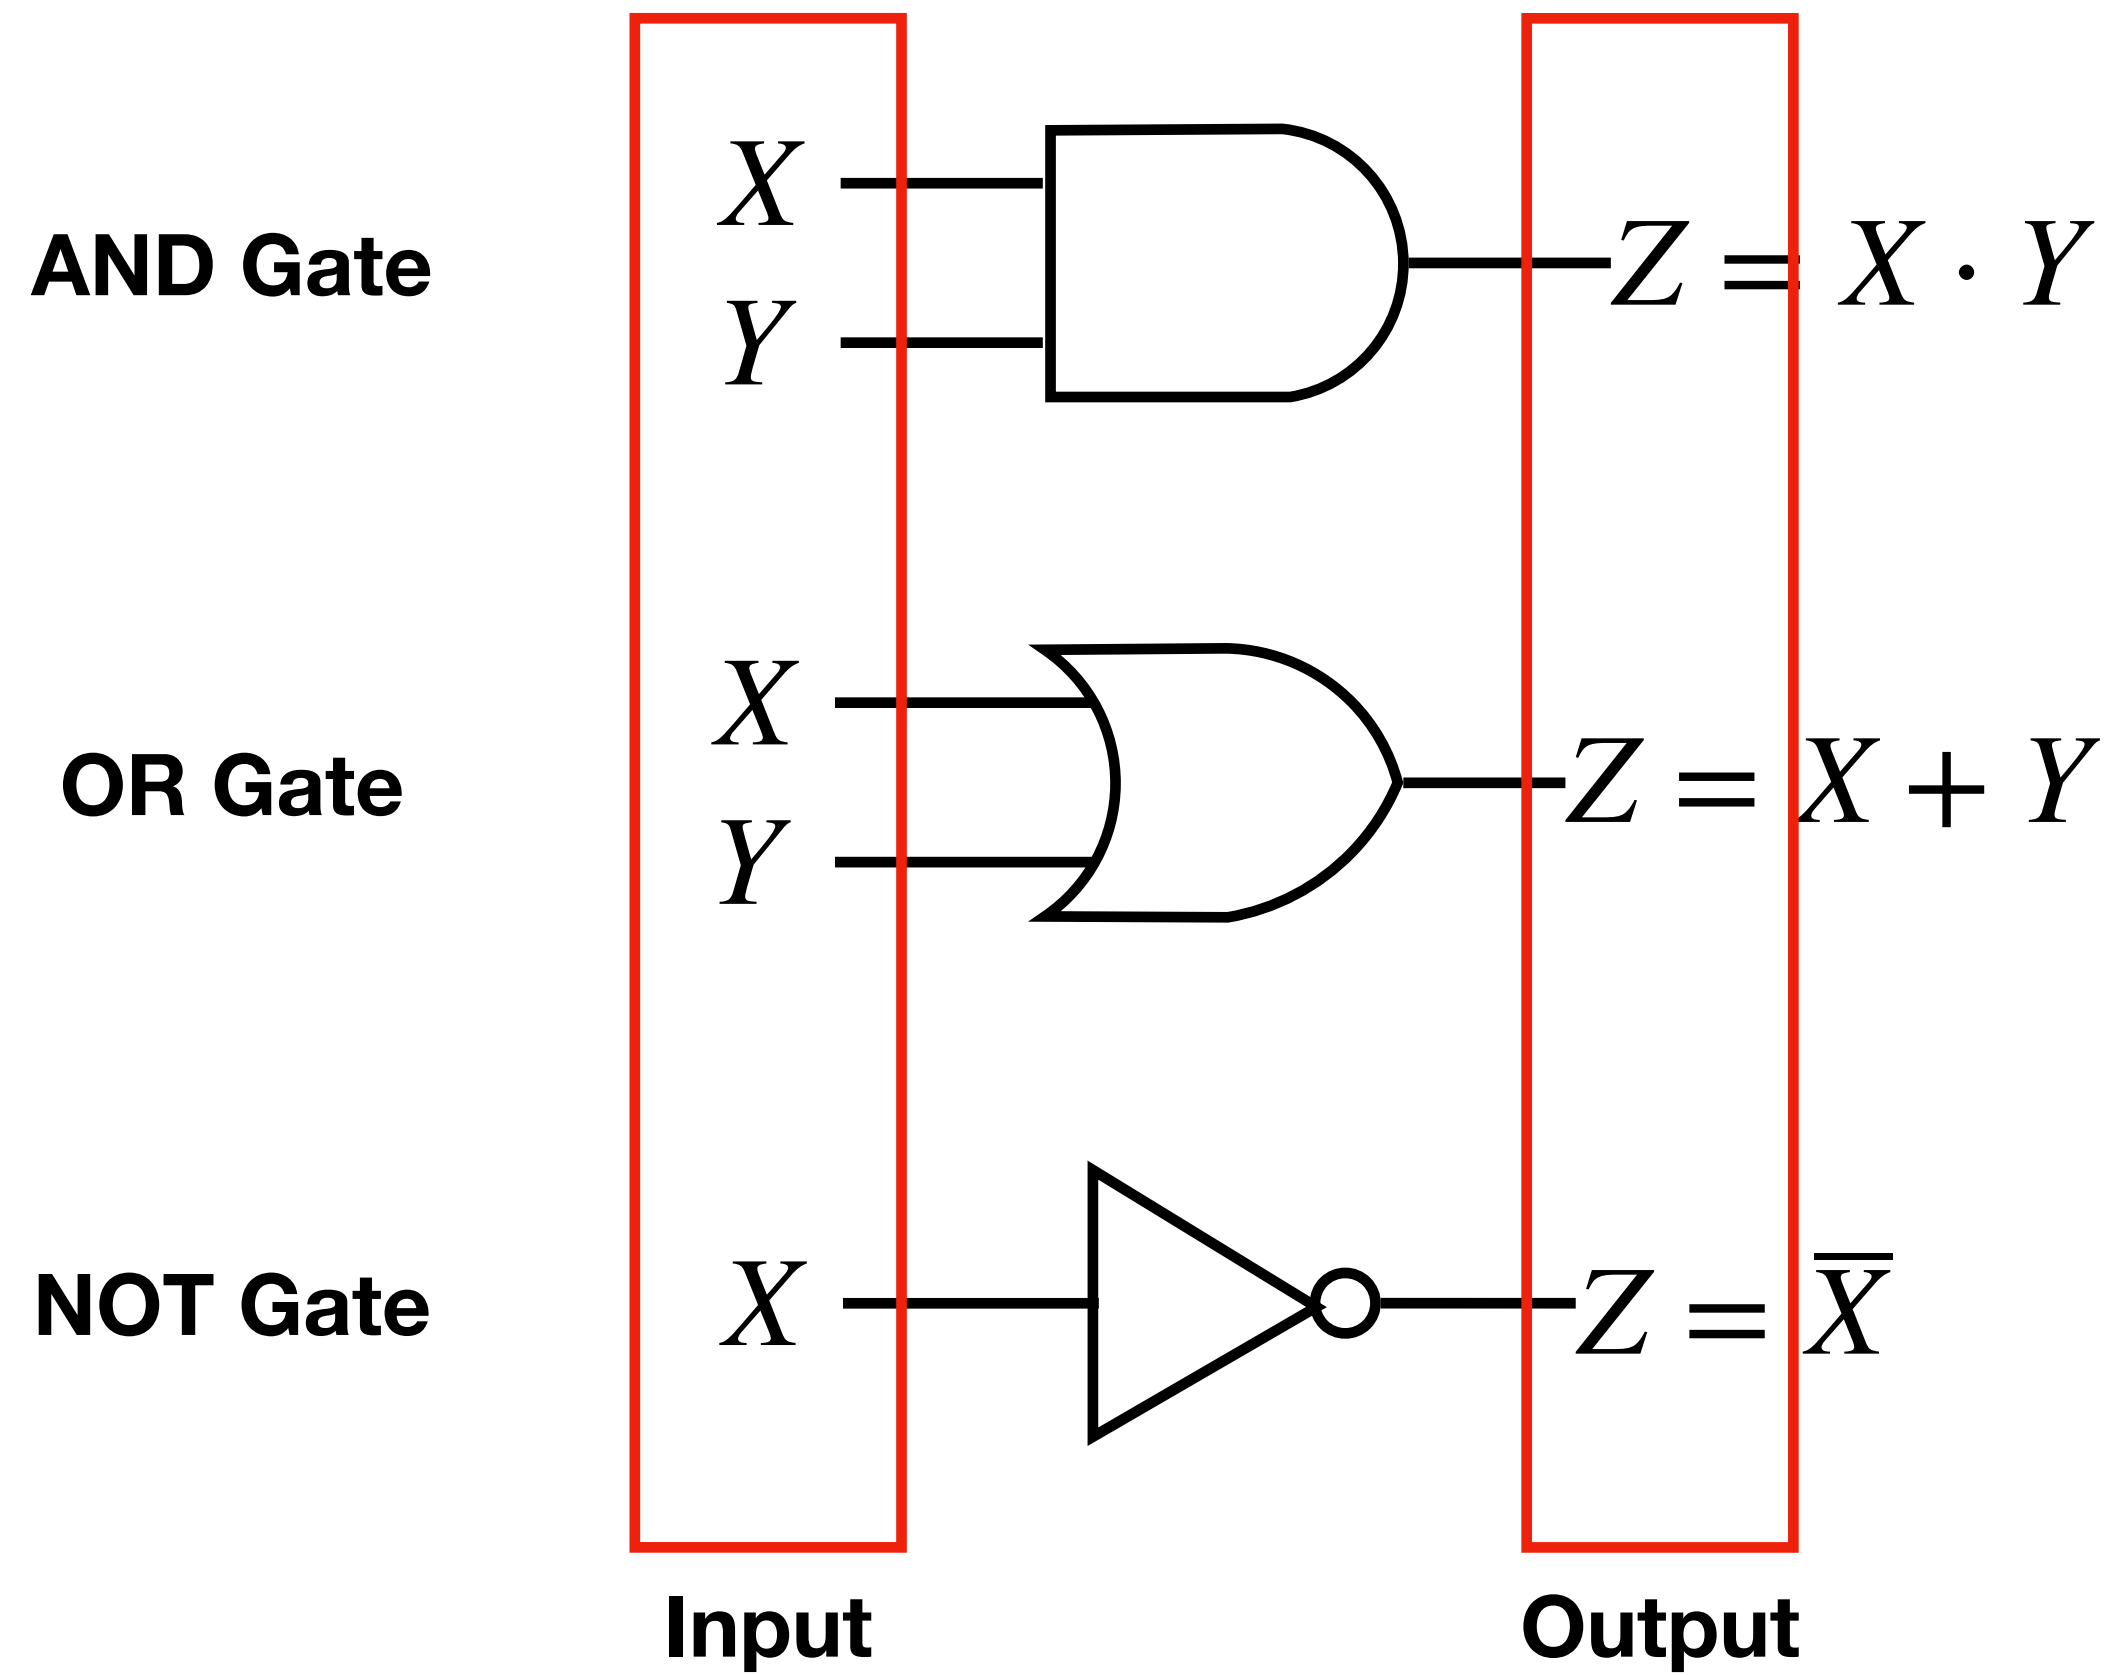 X
AND Gate
Z = X · Y
Y
X
OR Gate
Z = X + Y
Y
NOT Gate
X
Z = X̅
Input
Output